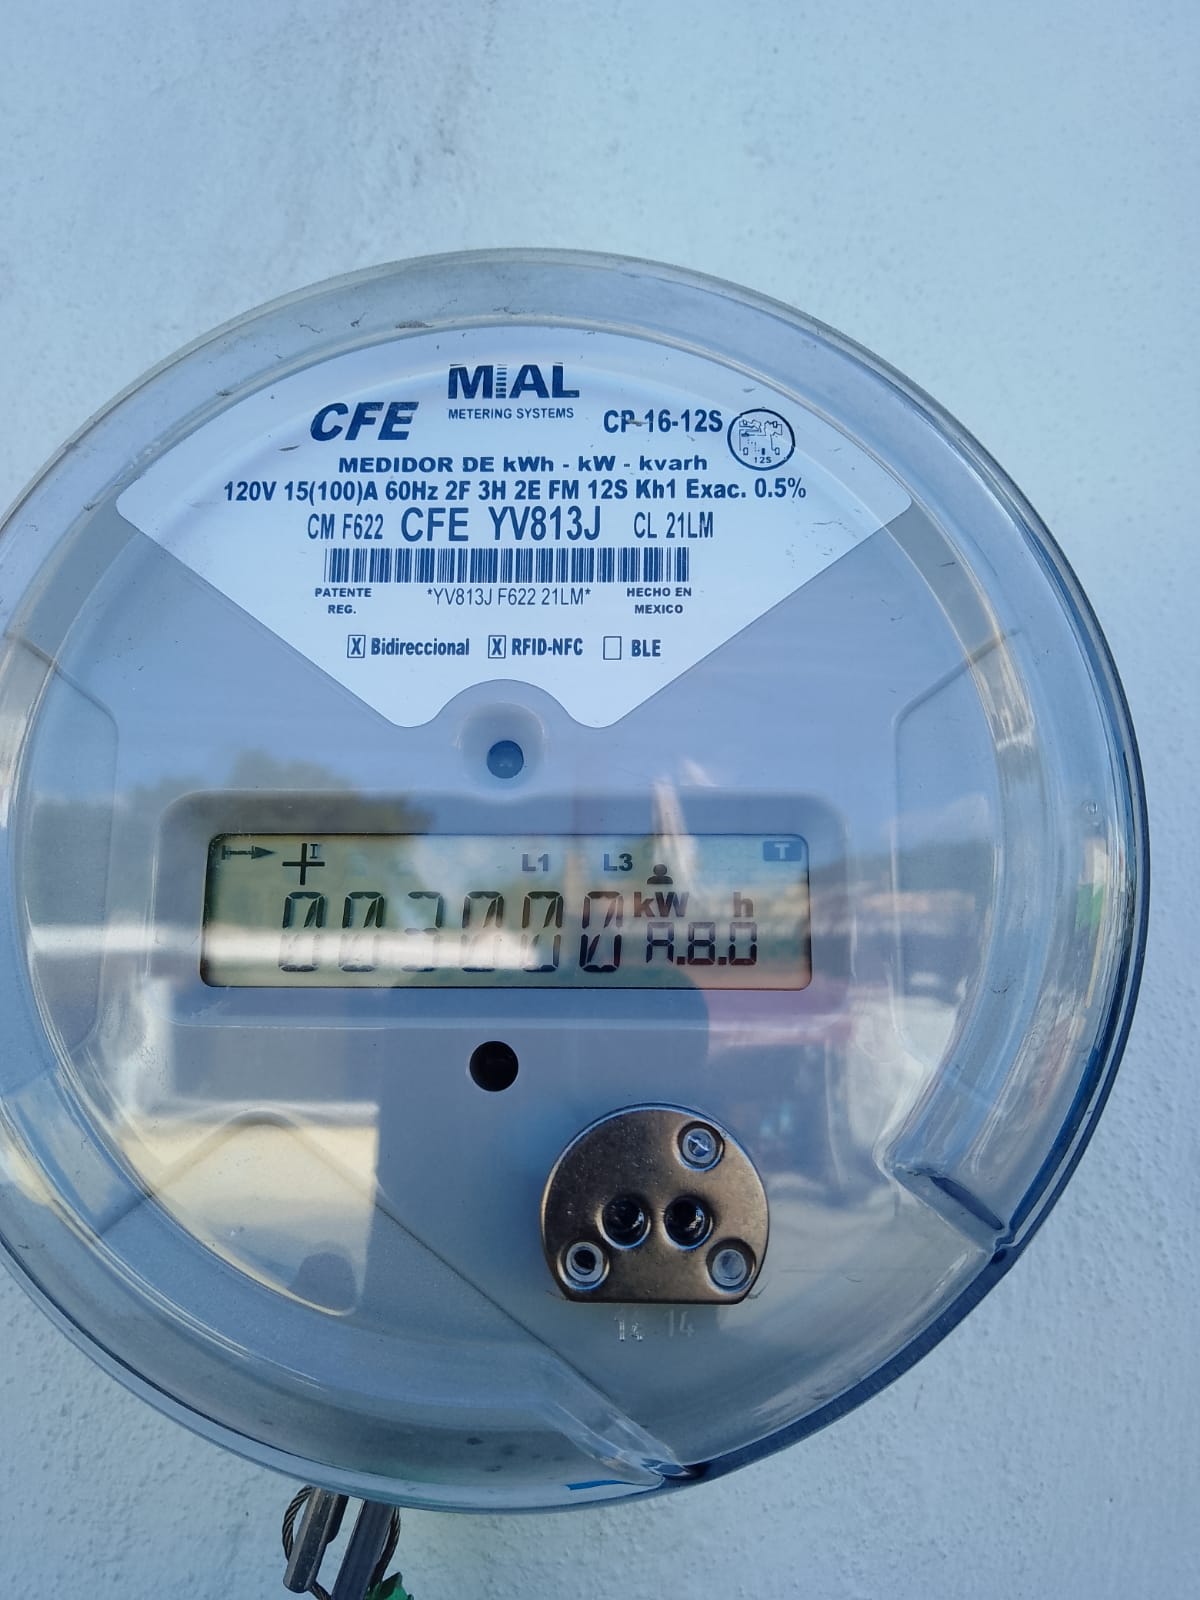 MIAL
METERING SYSTEMS
CFE
CP-16-12S
12S
MEDIDOR DE kWh - kW - kvarh
120V 15(100)A 60Hz 2F 3H 2E FM 12S Kh1 Exac. 0.5%
CM F622 CFE YV813J CL 21LM
PATENTE REG.
*YV813J F622 21LM*
HECHO EN MEXICO
X Bidireccional X RFID-NFC BLE
I L1 L3 T
003000 kW h
A.8.0
14